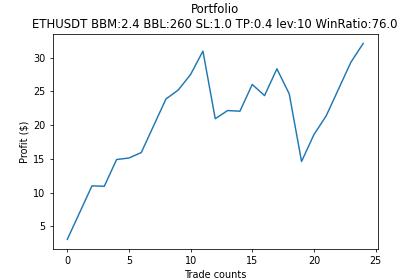 Portfolio
ETHUSDT BBM:2.4 BBL:260 SL:1.0 TP:0.4 lev:10 WinRatio:76.0
30
25
20
15
10
5
Profit ($)
0 5 10 15 20 25
Trade counts